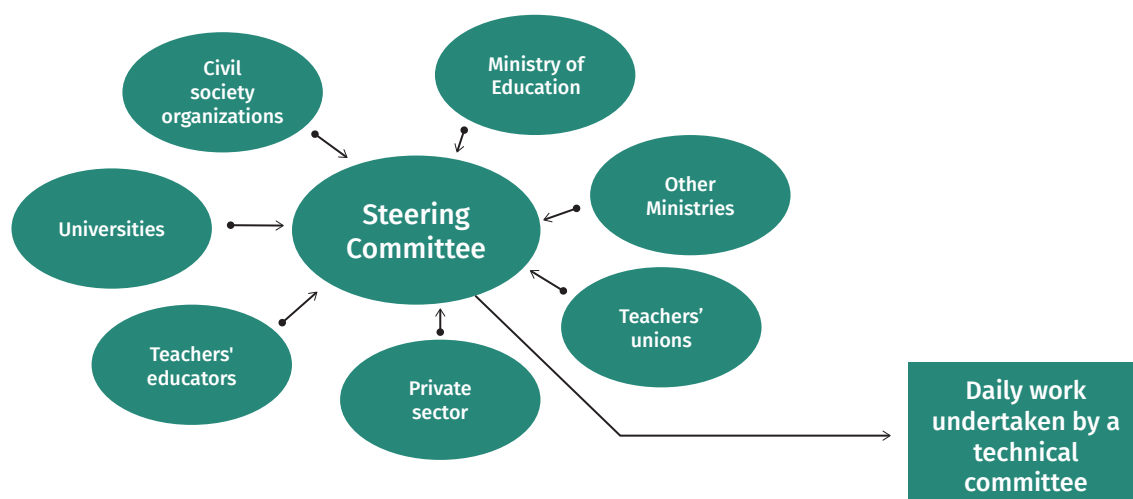 Civil
society
organizations
Ministry of
Education
Other
Ministries
Universities
Steering
Committee
Teachers’
unions
Teachers'
educators
Private
sector
Daily work
undertaken by a
technical
committee